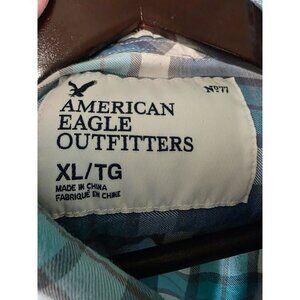 Nº77
AMERICAN
EAGLE
OUTFITTERS
XL/TG
MADE IN CHINA
FABRIQUÉ EN CHINE